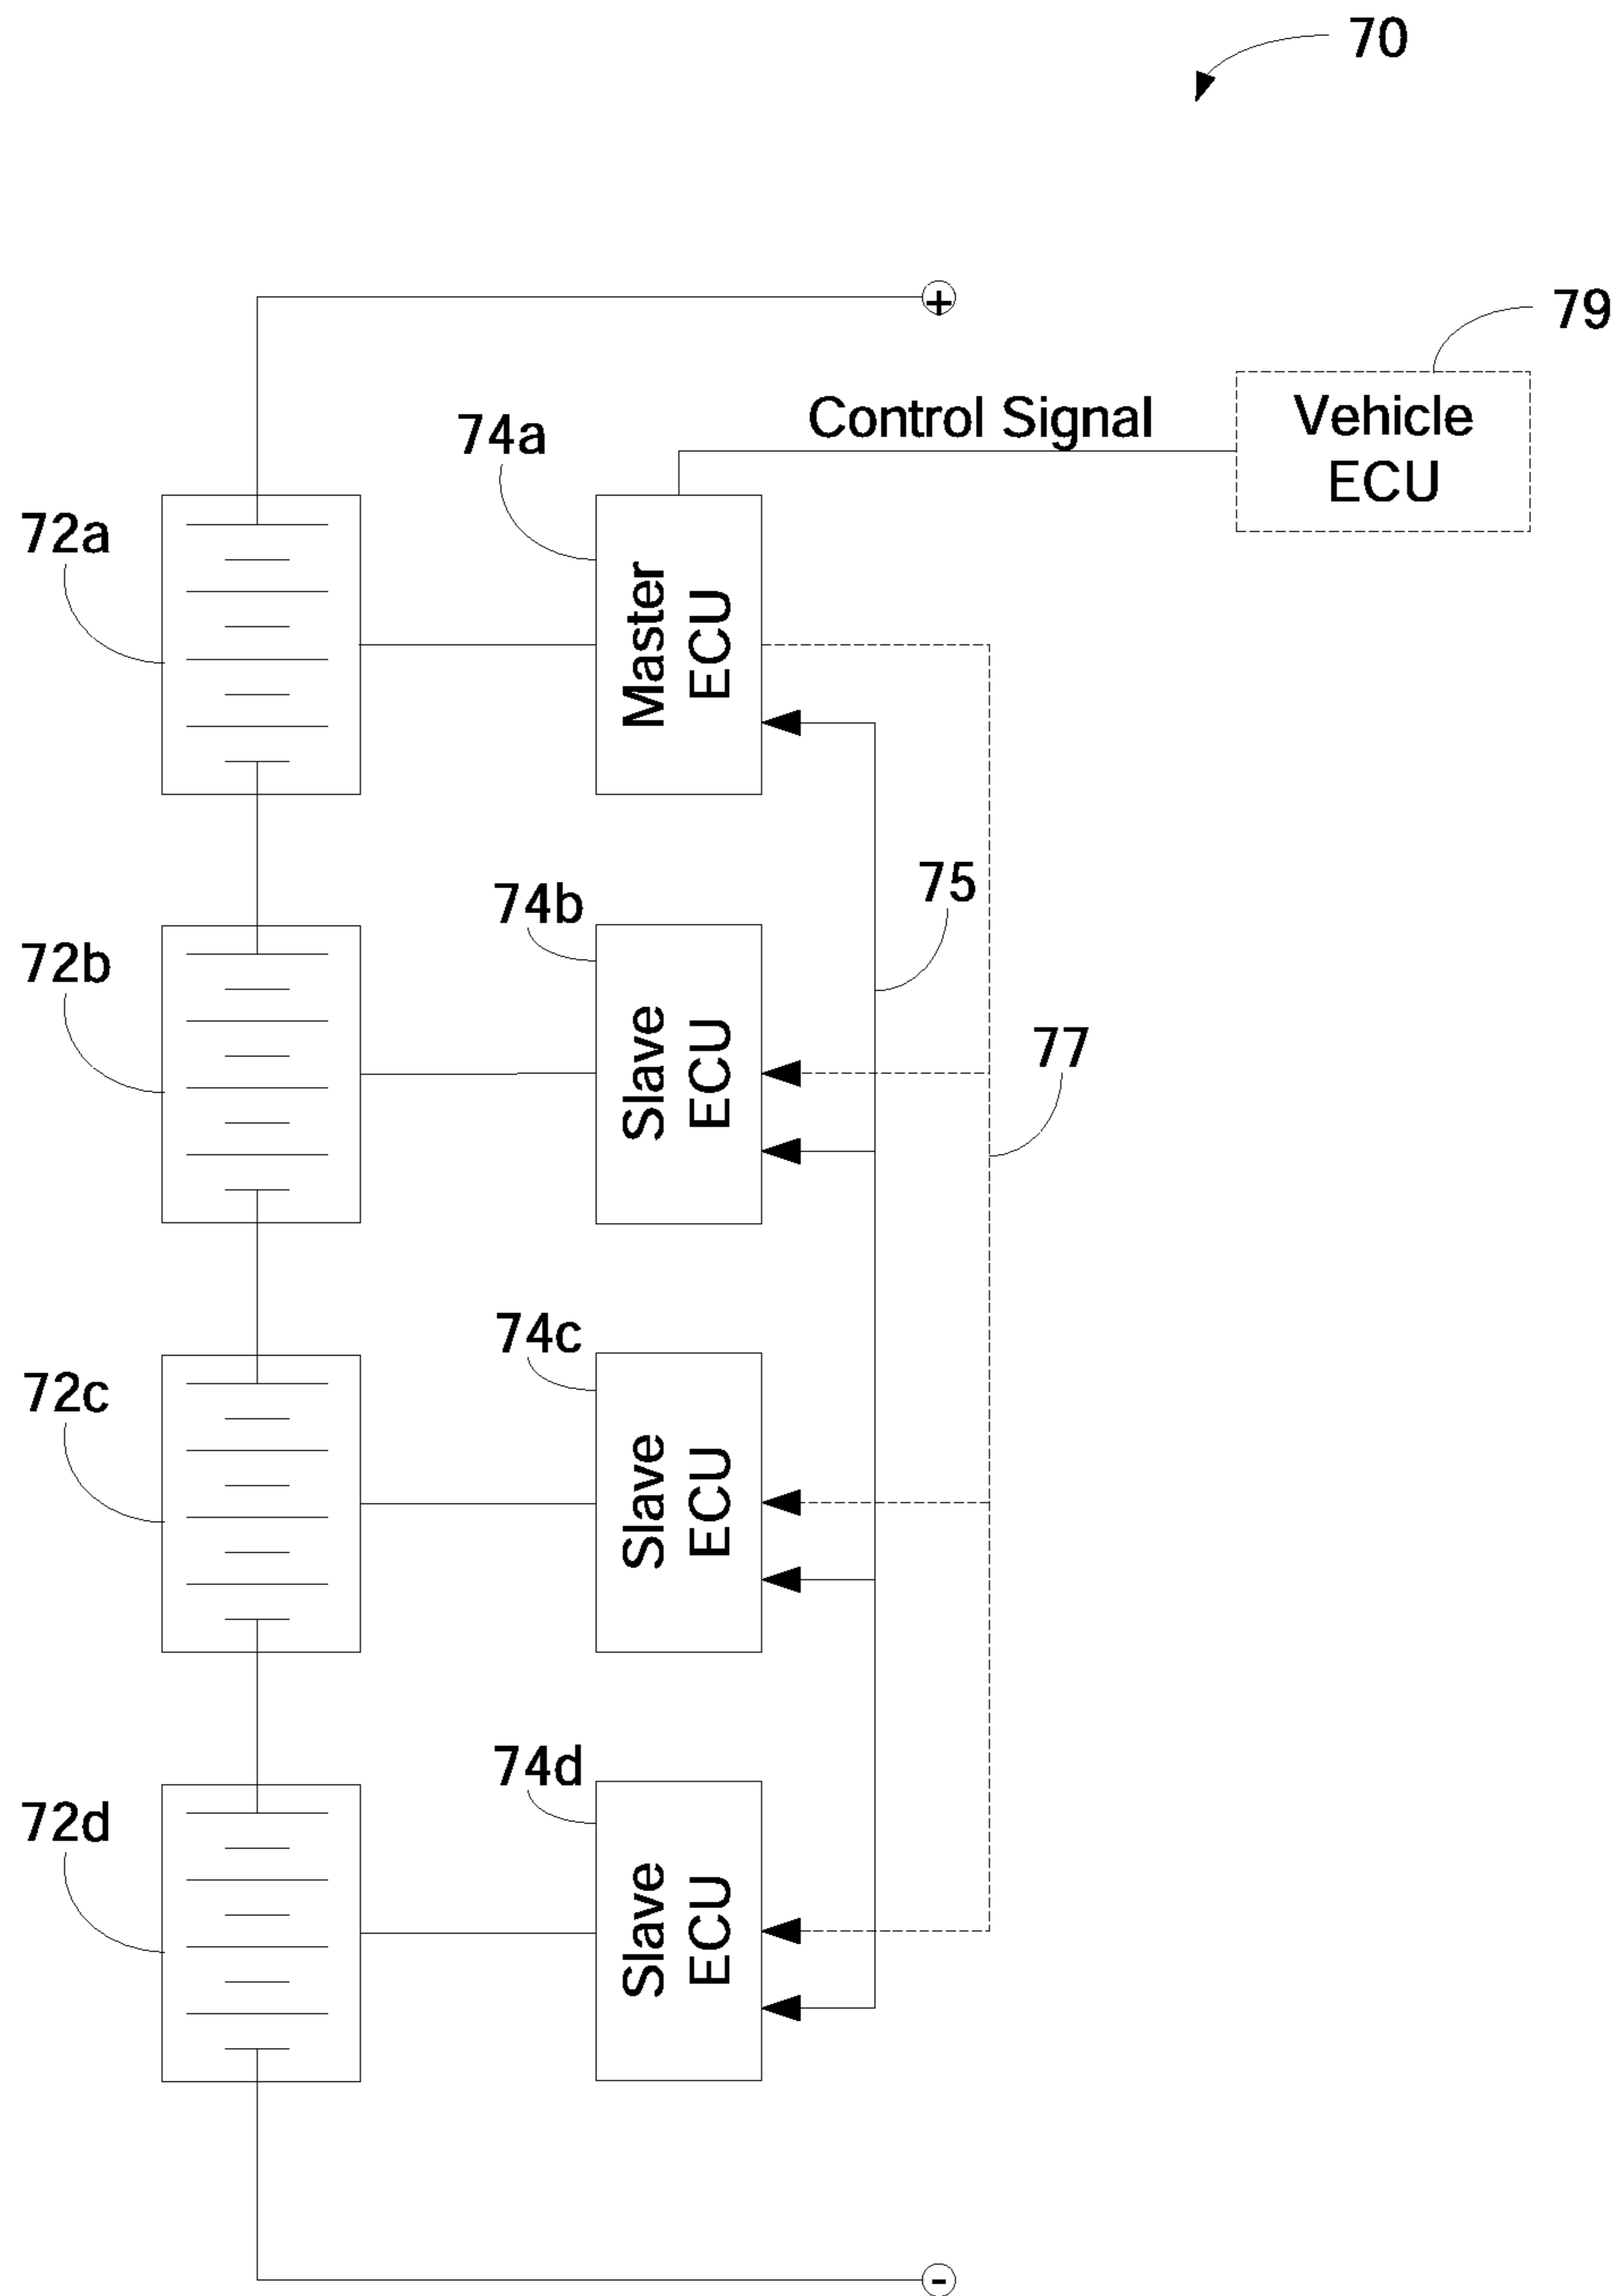 70
+
79
Control Signal
Vehicle
ECU
74a
72a
Master
ECU
75
74b
72b
Slave
ECU
77
74c
72c
Slave
ECU
74d
72d
Slave
ECU
-